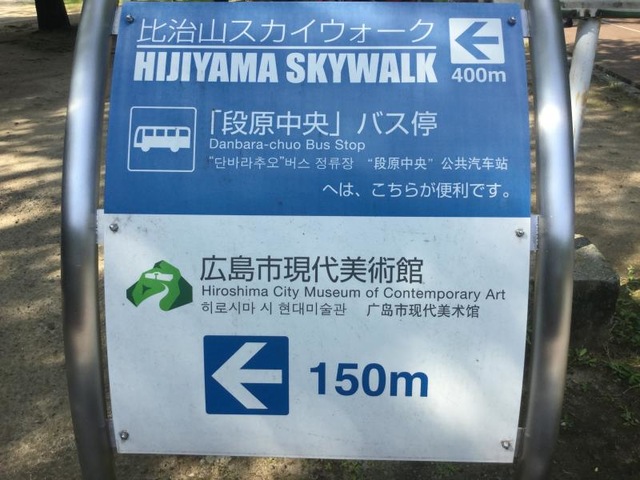 比治山スカイウォーク
HIJIYAMA SKYWALK
400m
「段原中央」バス停
Danbara-chuo Bus Stop
"단바라추오"버스 정류장 "段原中央"公共汽车站
へは、こちらが便利です。
広島市現代美術館
Hiroshima City Museum of Contemporary Art
히로시마 시 현대미술관 广岛市现代美术馆
150m